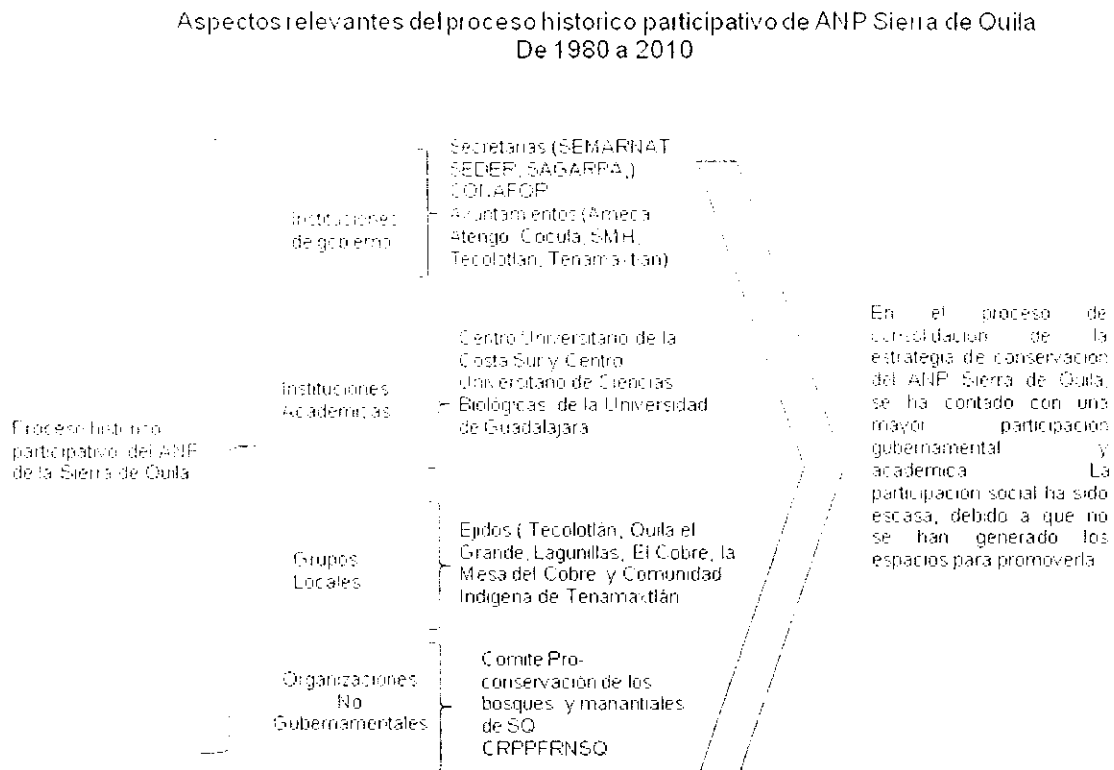 Aspectos relevantes del proceso historico participativo de ANP Sierra de Quila
De 1980 a 2010
Proceso historico
participativo del ANP
de la Sierra de Quila
Instituciones
de gobierno
Secretarias (SEMARNAT
SEDER, SAGARPA,)
CONAFOR
Ayuntamientos (Ameca
Atengo, Cocula, SMH,
Tecolotlan, Tenamaxtlan)
Instituciones
Academicas
Centro Universitario de la
Costa Sur y Centro
Universitario de Ciencias
Biológicas de la Universidad
de Guadalajara
Grupos
Locales
Ejidos ( Tecolotlán, Quila el
Grande, Lagunillas, El Cobre, la
Mesa del Cobre y Comunidad
Indigena de Tenamaxtlán
Organizaciones
No
Gubernamentales
Comite Pro-
conservación de los
bosques y manantiales
de SQ
CRPPFRNSQ
En el proceso de
consolidación de la
estrategia de conservación
del ANP Sierra de Quila,
se ha contado con una
mayor participación
gubernamental y
academica La
participación social ha sido
escasa, debido a que no
se han generado los
espacios para promoverla